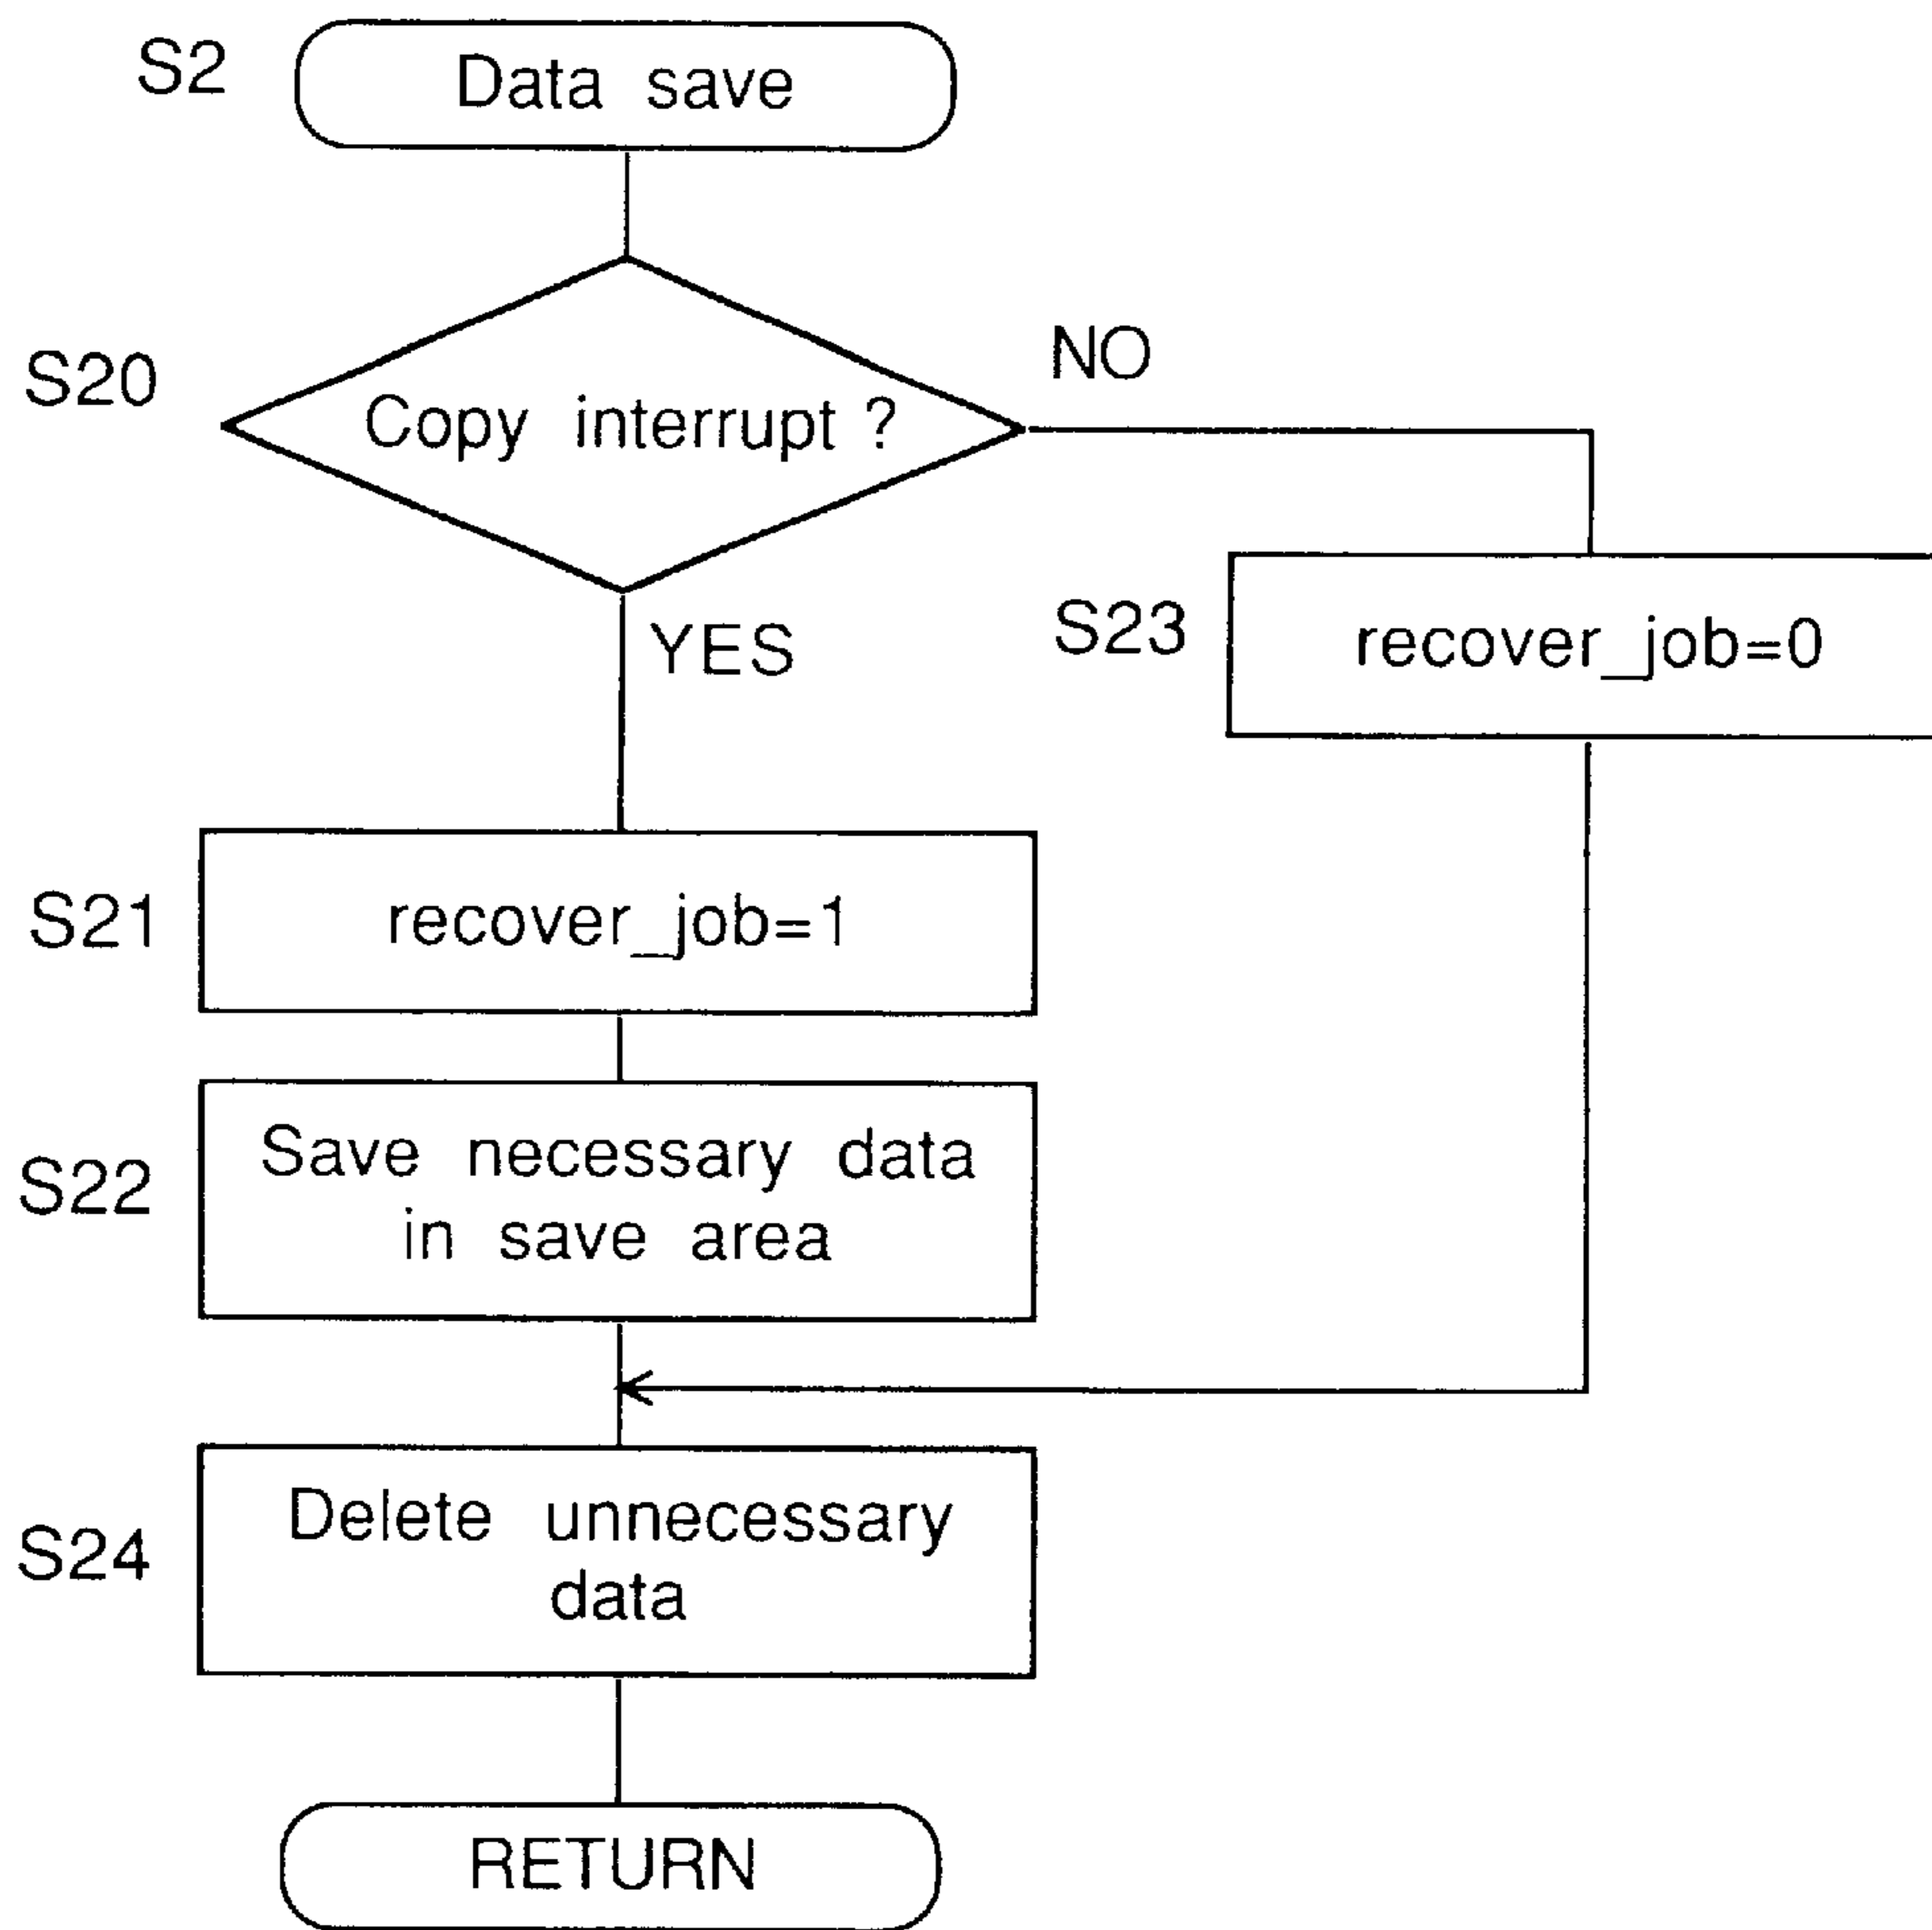 S2
Data save
S20
Copy interrupt ?
NO
YES
S23
recover_job=0
S21
recover_job=1
S22
Save necessary data
in save area
S24
Delete unnecessary
data
RETURN